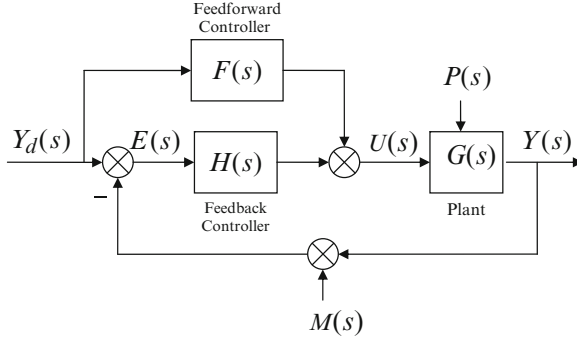 Feedforward
Controller
F(s)
P(s)
Y_d(s)
E(s)
H(s)
U(s)
G(s)
Y(s)
–
Feedback
Controller
Plant
M(s)